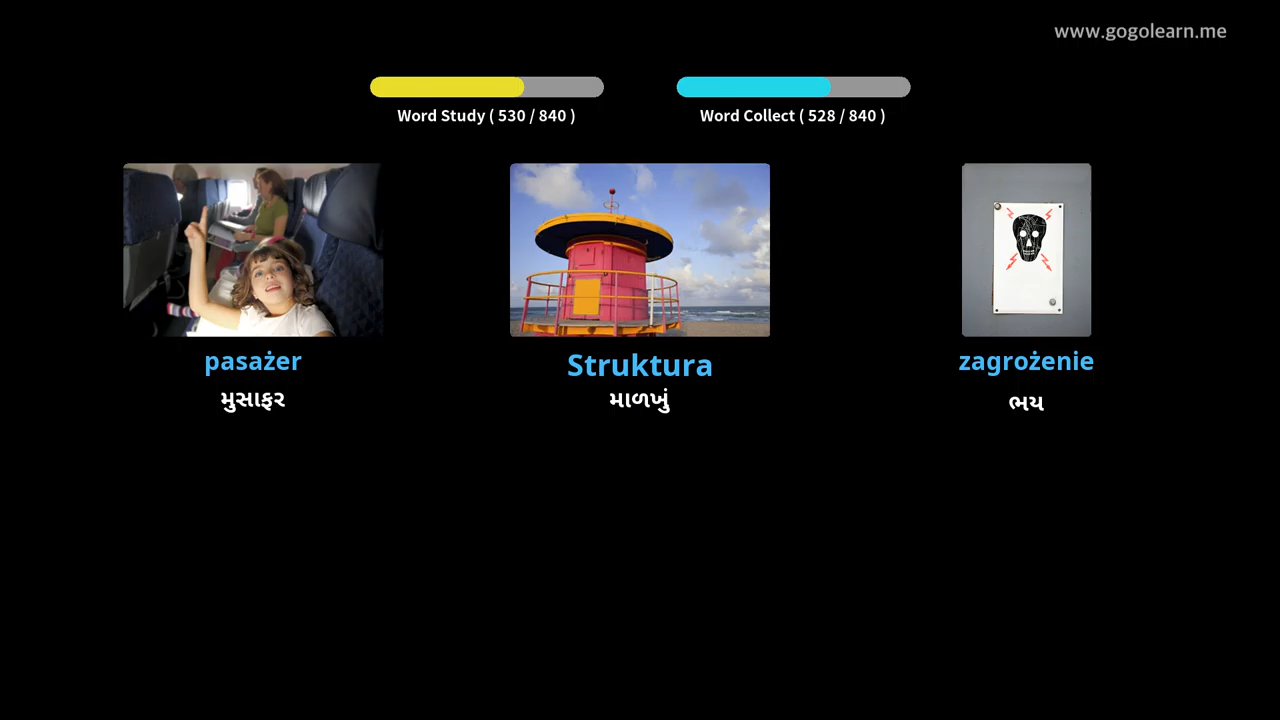 www.gogolearn.me
Word Study ( 530 / 840 )
Word Collect ( 528 / 840 )
pasażer
મુસાફર
Struktura
માળખું
zagrożenie
ભય